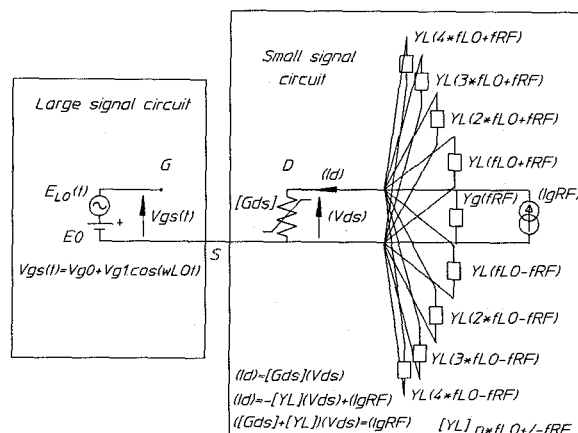 Large signal circuit
G
ELO(t)
+
E0
Vgs(t)
S
Vgs(t)=Vg0+Vg1.cos(wLOt)
Small signal
circuit
D
(Id)
[Gds]
(Vds)
YL(4*fLO+fRF)
YL(3*fLO+fRF)
YL(2*fLO+fRF)
YL(fLO+fRF)
Yg(fRF)
(IgRF)
YL(fLO-fRF)
YL(2*fLO-fRF)
YL(3*fLO-fRF)
YL(4*fLO-fRF)
(Id)=[Gds](Vds)
(Id)=-[YL](Vds)+(IgRF)
([Gds]+[YL])(Vds)=(IgRF)
[YL] n*fLO+/-fRF